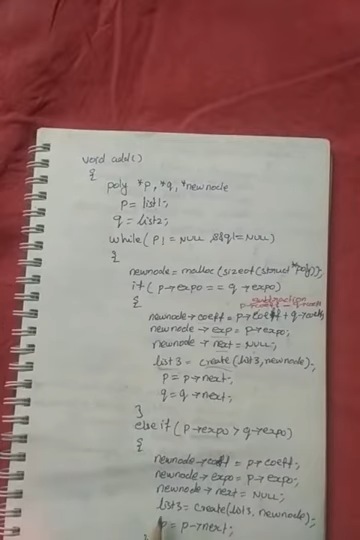 void add()
{
poly *p, *q, *newnode
p = list1;
q = list2;
while( p != NULL && q != NULL)
{
newnode = malloc (sizeof (struct poly));
if( p→expo == q→expo)
{
subtraction
p→coeff - q→coeff
newnode→coeff = p→coeff + q→coeff;
newnode→exp = p→expo;
newnode→next = NULL;
list3 = create(list3, newnode);
p = p→next;
q = q→next;
}
else if( p→expo > q→expo)
{
newnode→coeff = p→coeff;
newnode→expo = p→expo;
newnode→next = NULL;
list3 = create(list3, newnode);
p = p→next;
}